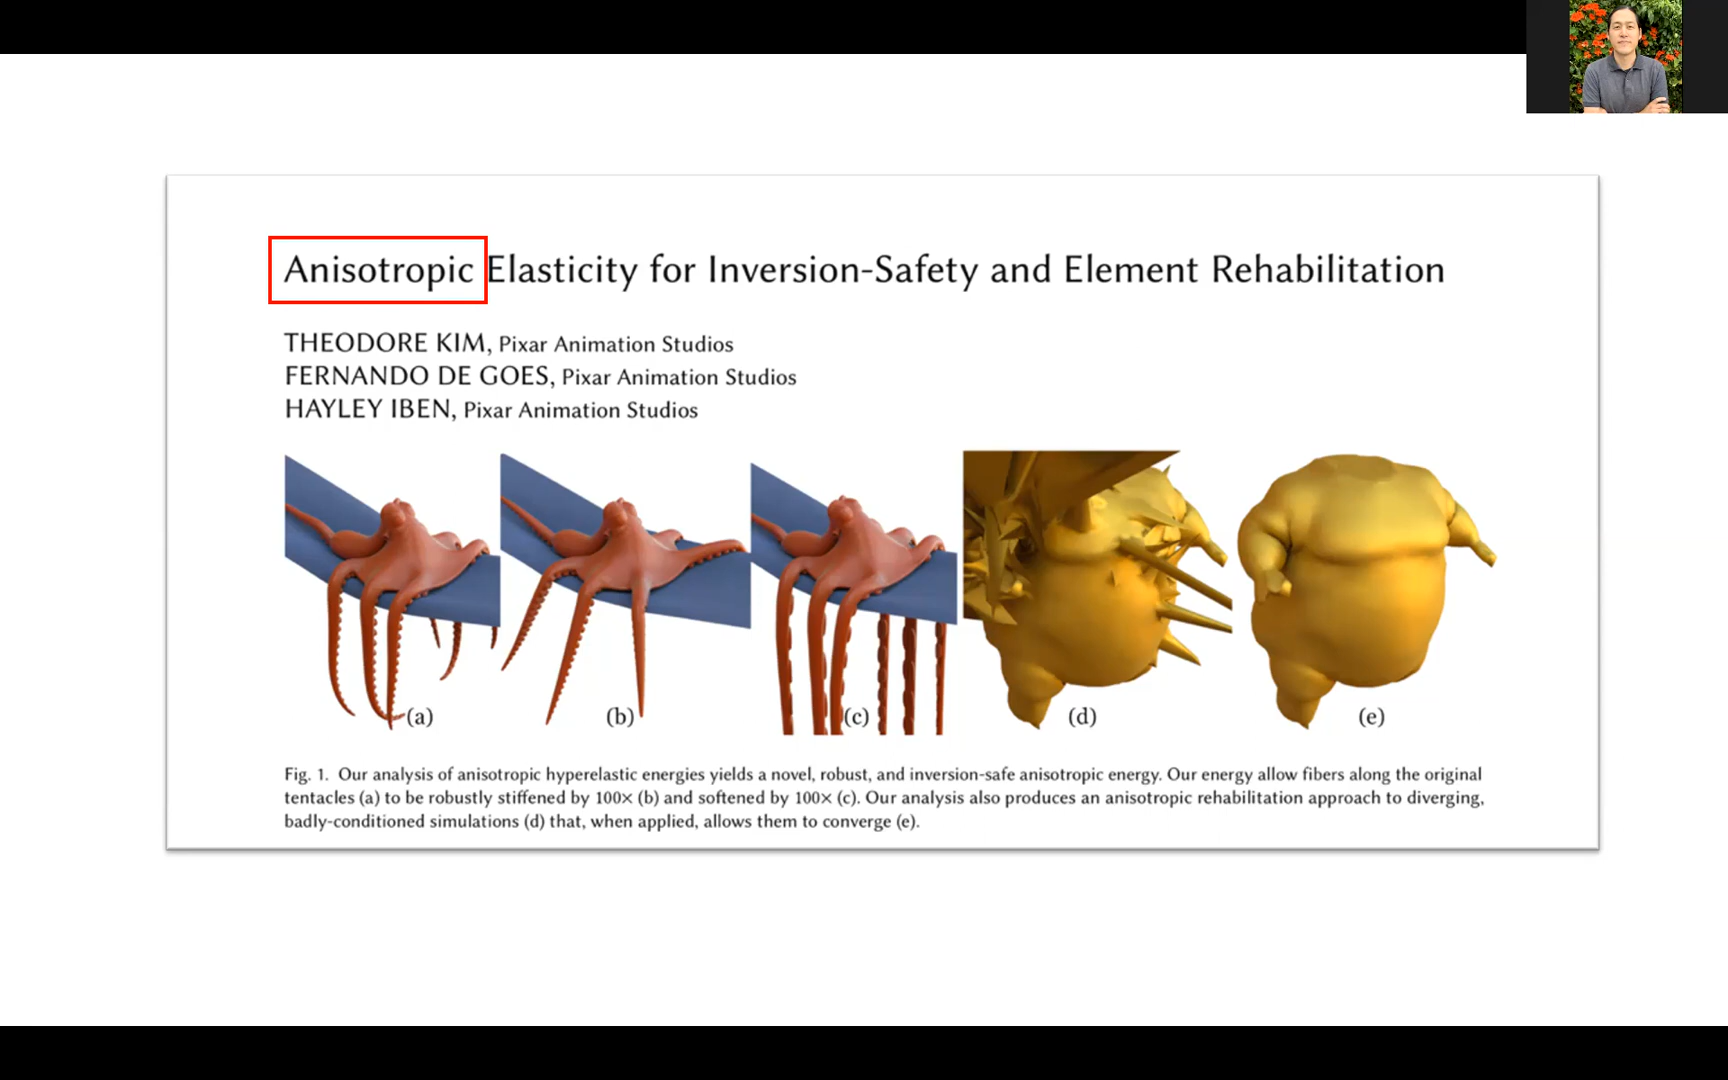 Anisotropic Elasticity for Inversion-Safety and Element Rehabilitation
THEODORE KIM, Pixar Animation Studios
FERNANDO DE GOES, Pixar Animation Studios
HAYLEY IBEN, Pixar Animation Studios
(a) (b) (c) (d) (e)
Fig. 1. Our analysis of anisotropic hyperelastic energies yields a novel, robust, and inversion-safe anisotropic energy. Our energy allow fibers along the original
tentacles (a) to be robustly stiffened by 100× (b) and softened by 100× (c). Our analysis also produces an anisotropic rehabilitation approach to diverging,
badly-conditioned simulations (d) that, when applied, allows them to converge (e).